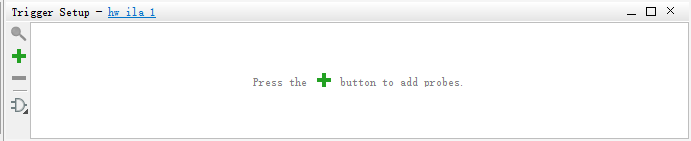 Trigger Setup - hw_ila_1
Press the + button to add probes.